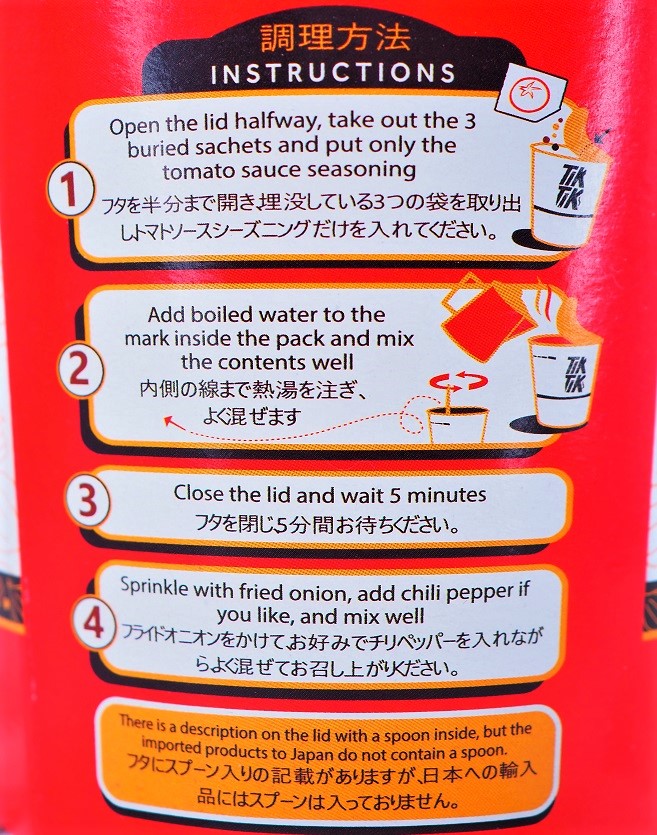 調理方法
INSTRUCTIONS
1
Open the lid halfway, take out the 3
buried sachets and put only the
tomato sauce seasoning
フタを半分まで開き、埋没している3つの袋を取り出
し、トマトソースシーズニングだけを入れてください。
TIK
TIK
2
Add boiled water to the
mark inside the pack and mix
the contents well
内側の線まで熱湯を注ぎ、
よく混ぜます
TIK
TIK
3
Close the lid and wait 5 minutes
フタを閉じ、5分間お待ちください。
4
Sprinkle with fried onion, add chili pepper if
you like, and mix well
フライドオニオンをかけて、お好みでチリペッパーを入れなが
らよく混ぜてお召し上がりください。
There is a description on the lid with a spoon inside, but the
imported products to Japan do not contain a spoon.
フタにスプーン入りの記載がありますが、日本への輸入
品にはスプーンは入っておりません。